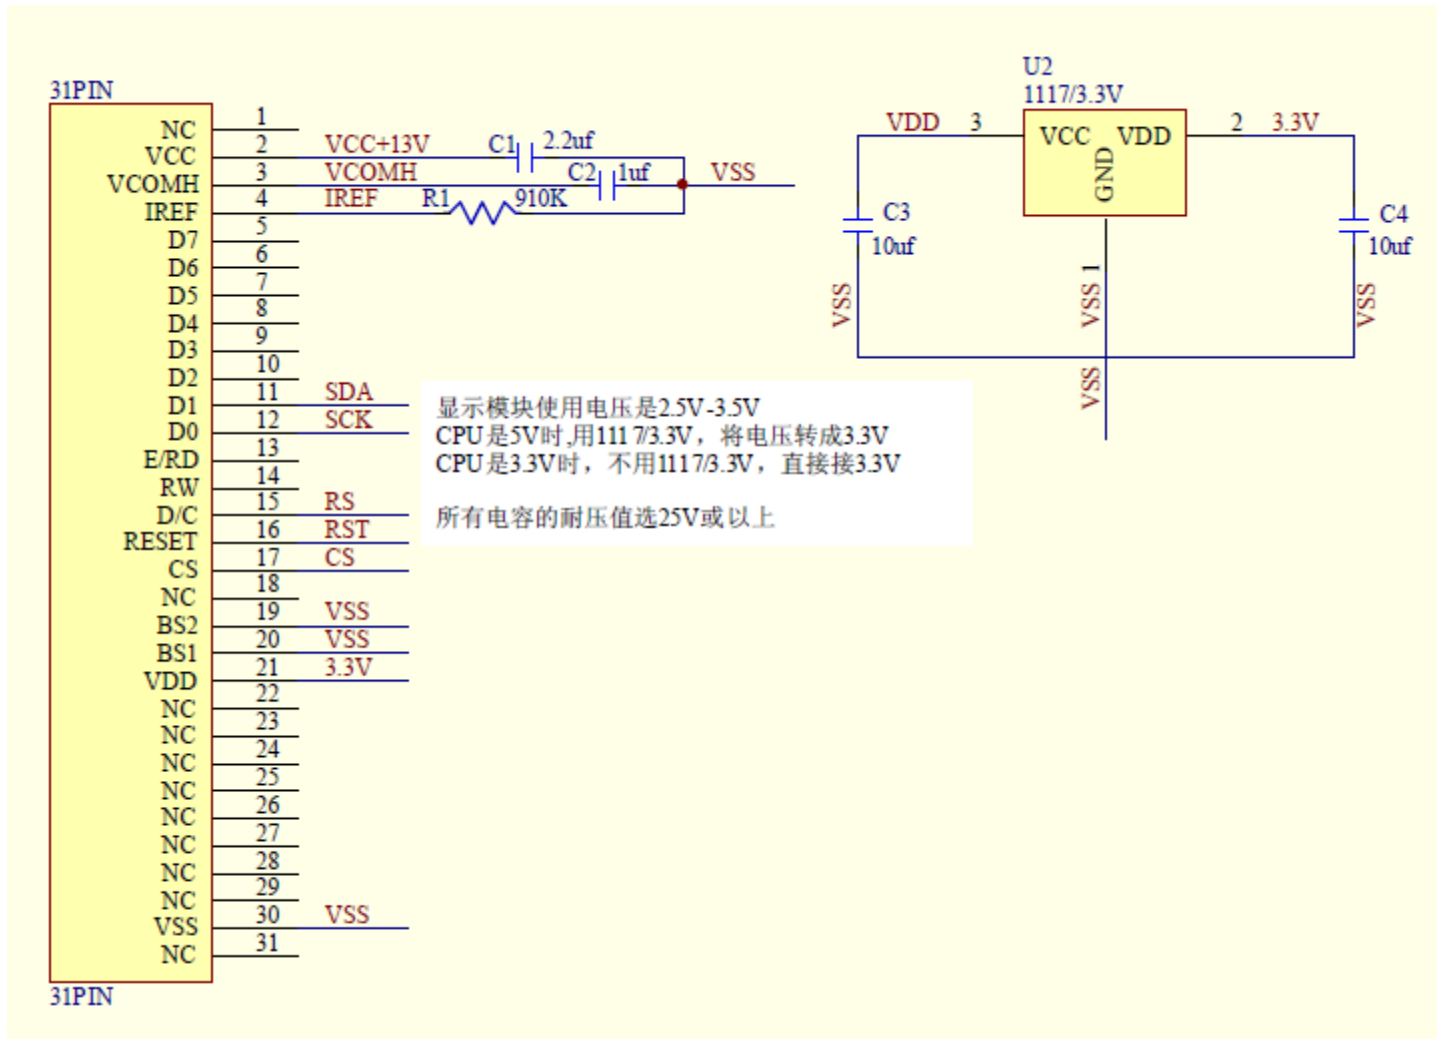 31PIN
NC 1
VCC 2 VCC+13V C1 2.2uf
VCOMH 3 VCOMH C2 1uf VSS
IREF 4 IREF R1 910K
D7 5
D6 6
D5 7
D4 8
D3 9
D2 10
D1 11 SDA
D0 12 SCK
E/RD 13
RW 14
D/C 15 RS
RESET 16 RST
CS 17 CS
NC 18
BS2 19 VSS
BS1 20 VSS
VDD 21 3.3V
NC 22
NC 23
NC 24
NC 25
NC 26
NC 27
NC 28
NC 29
VSS 30 VSS
NC 31
31PIN
U2
1117/3.3V
VDD 3 VCC VDD 2 3.3V
GND
C3
10uf
C4
10uf
VSS
VSS 1
VSS
VSS
显示模块使用电压是2.5V-3.5V
CPU是5V时,用1117/3.3V，将电压转成3.3V
CPU是3.3V时，不用1117/3.3V，直接接3.3V
所有电容的耐压值选25V或以上